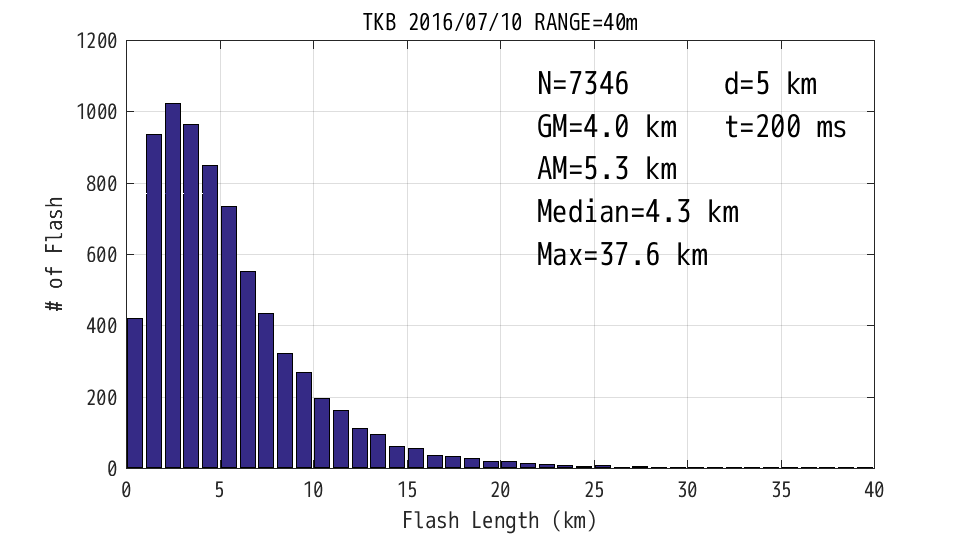 TKB 2016/07/10 RANGE=40m
1200
1000
800
600
400
200
0
# of Flash
N=7346 d=5 km
GM=4.0 km t=200 ms
AM=5.3 km
Median=4.3 km
Max=37.6 km
0 5 10 15 20 25 30 35 40
Flash Length (km)